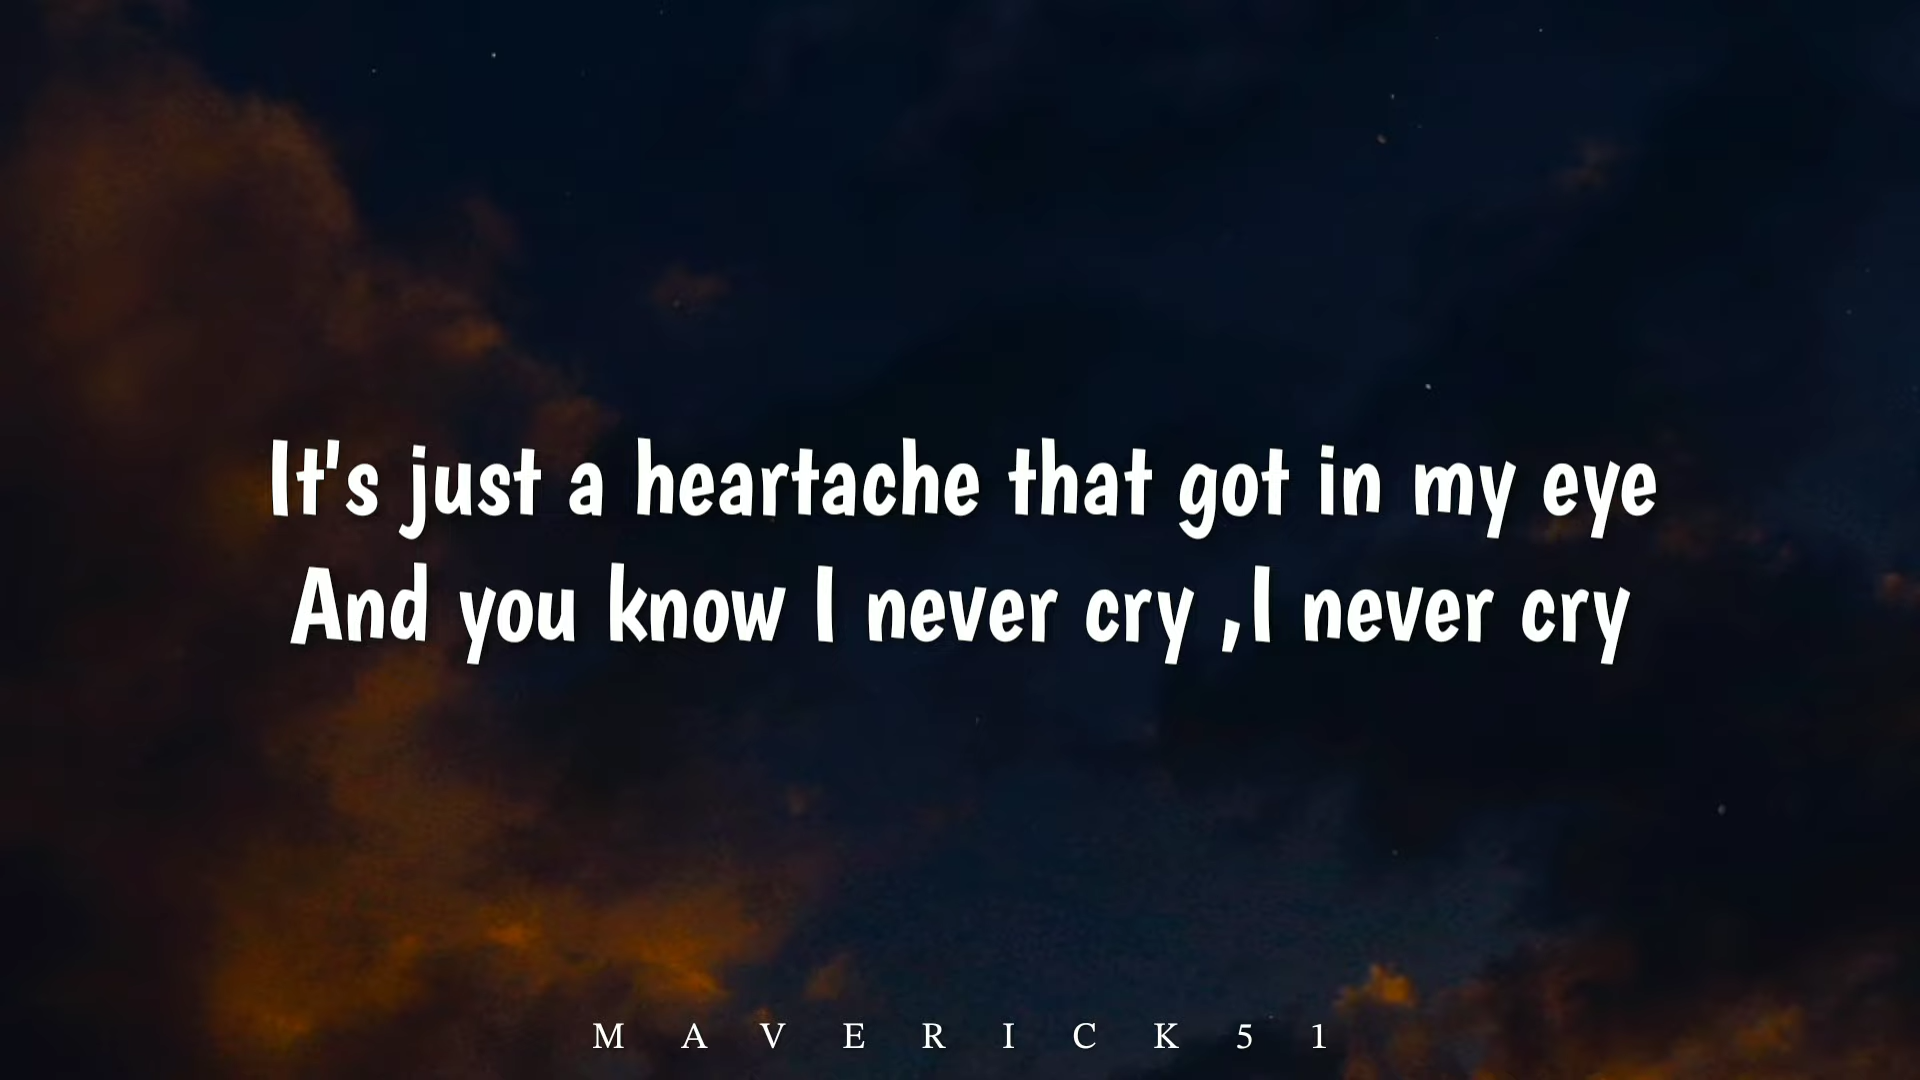 It's just a heartache that got in my eye
And you know I never cry ,I never cry
MAVERICK51